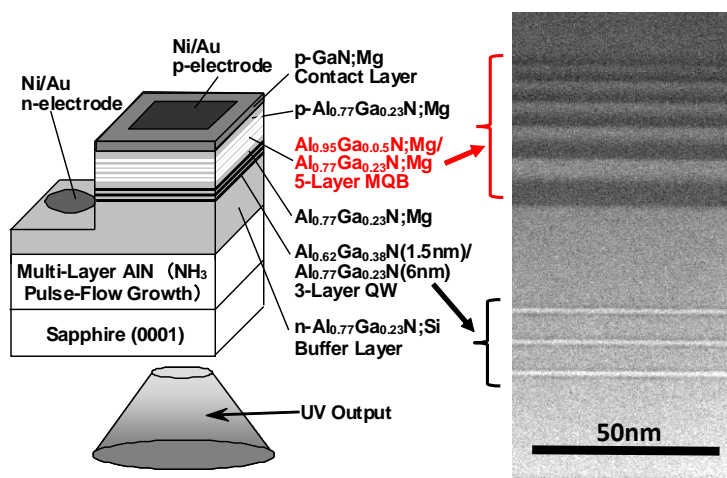 Ni/Au
p-electrode
Ni/Au
n-electrode
p-GaN;Mg
Contact Layer
p-Al0.77Ga0.23N;Mg
Al0.95Ga0.0.5N;Mg/
Al0.77Ga0.23N;Mg
5-Layer MQB
Al0.77Ga0.23N;Mg
Al0.62Ga0.38N(1.5nm)/
Al0.77Ga0.23N(6nm)
3-Layer QW
n-Al0.77Ga0.23N;Si
Buffer Layer
Multi-Layer AlN (NH3
Pulse-Flow Growth)
Sapphire (0001)
UV Output
50nm